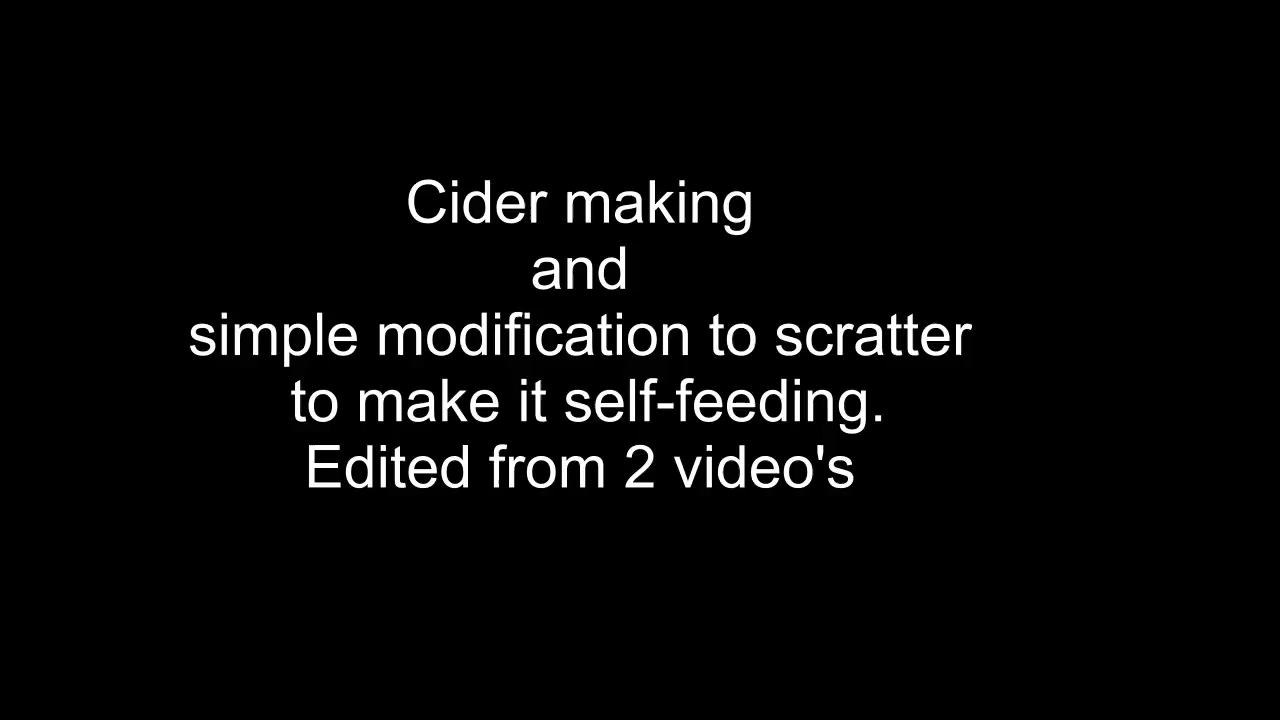 Cider making
and
simple modification to scratter
to make it self-feeding.
Edited from 2 video's